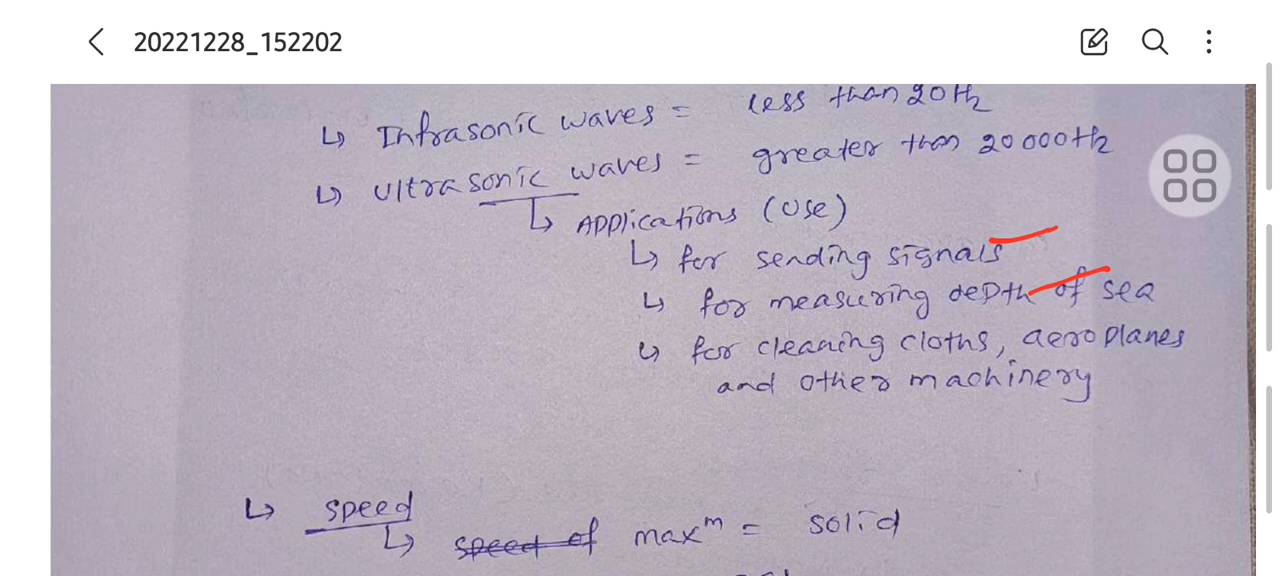 20221228_152202
↳ Infrasonic waves = less than 20Hz
↳ Ultrasonic waves = greater than 20000Hz
↳ Applications (use)
↳ for sending signals
↳ for measuring depth of sea
↳ for cleaning cloths, aeroplanes
and other machinery
↳ speed
↳ speed of maxᵐ = solid